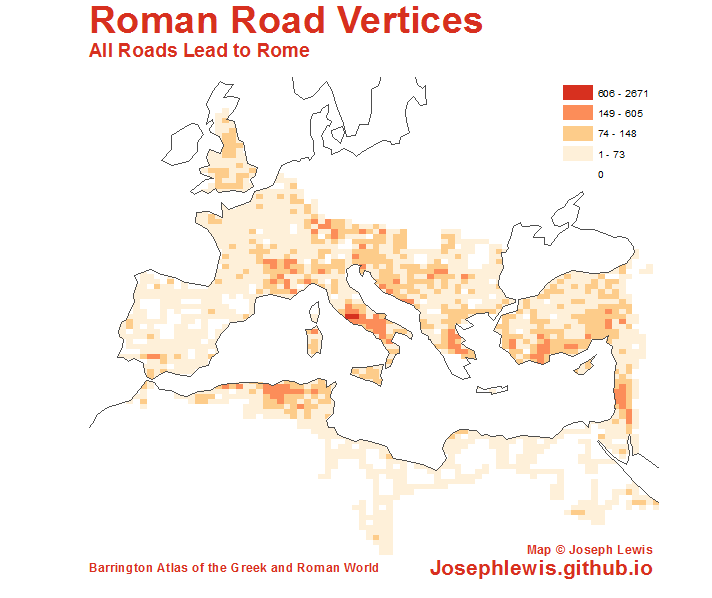 Roman Road Vertices
All Roads Lead to Rome
606 - 2671
149 - 605
74 - 148
1 - 73
0
Map © Joseph Lewis
Barrington Atlas of the Greek and Roman World
Josephlewis.github.io